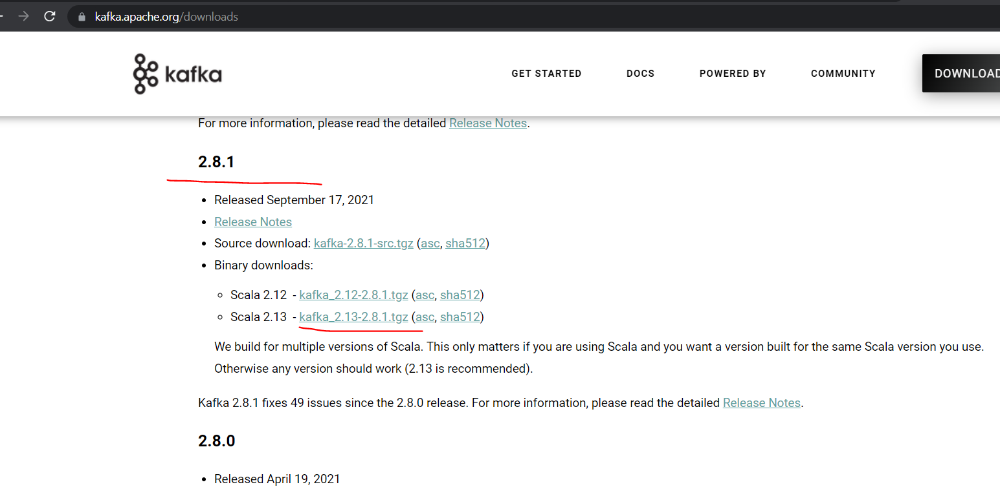 kafka.apache.org/downloads
kafka GET STARTED DOCS POWERED BY COMMUNITY DOWNLOAD
For more information, please read the detailed Release Notes.
2.8.1
• Released September 17, 2021
• Release Notes
• Source download: kafka-2.8.1-src.tgz (asc, sha512)
• Binary downloads:
◦ Scala 2.12 - kafka_2.12-2.8.1.tgz (asc, sha512)
◦ Scala 2.13 - kafka_2.13-2.8.1.tgz (asc, sha512)
We build for multiple versions of Scala. This only matters if you are using Scala and you want a version built for the same Scala version you use.
Otherwise any version should work (2.13 is recommended).
Kafka 2.8.1 fixes 49 issues since the 2.8.0 release. For more information, please read the detailed Release Notes.
2.8.0
• Released April 19, 2021